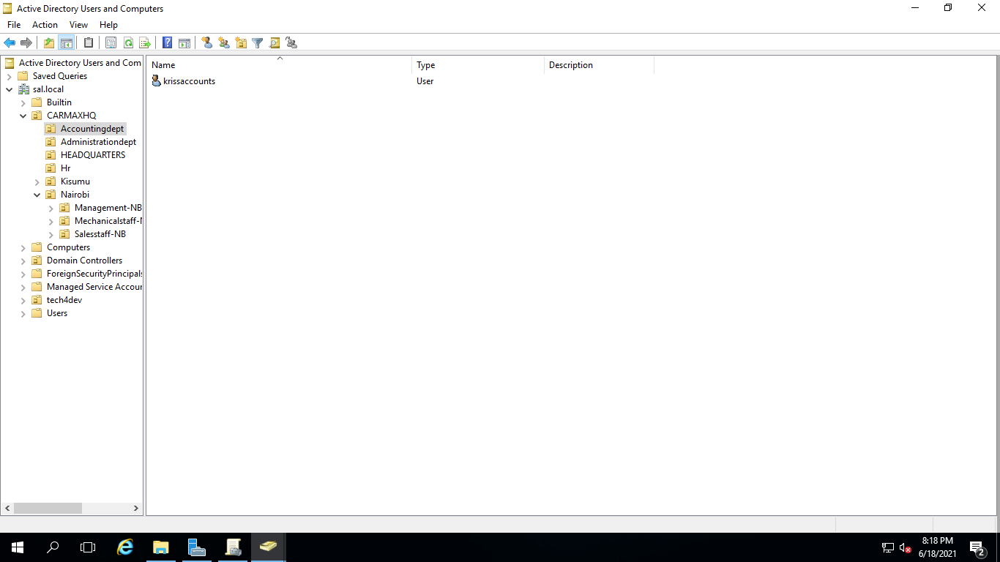 Active Directory Users and Computers
File Action View Help
Active Directory Users and Com
Saved Queries
sal.local
Builtin
CARMAXHQ
Accountingdept
Administrationdept
HEADQUARTERS
Hr
Kisumu
Nairobi
Management-NB
Mechanicalstaff-N
Salesstaff-NB
Computers
Domain Controllers
ForeignSecurityPrincipals
Managed Service Accoun
tech4dev
Users
Name Type Description
krissaccounts User
8:18 PM
6/18/2021
2